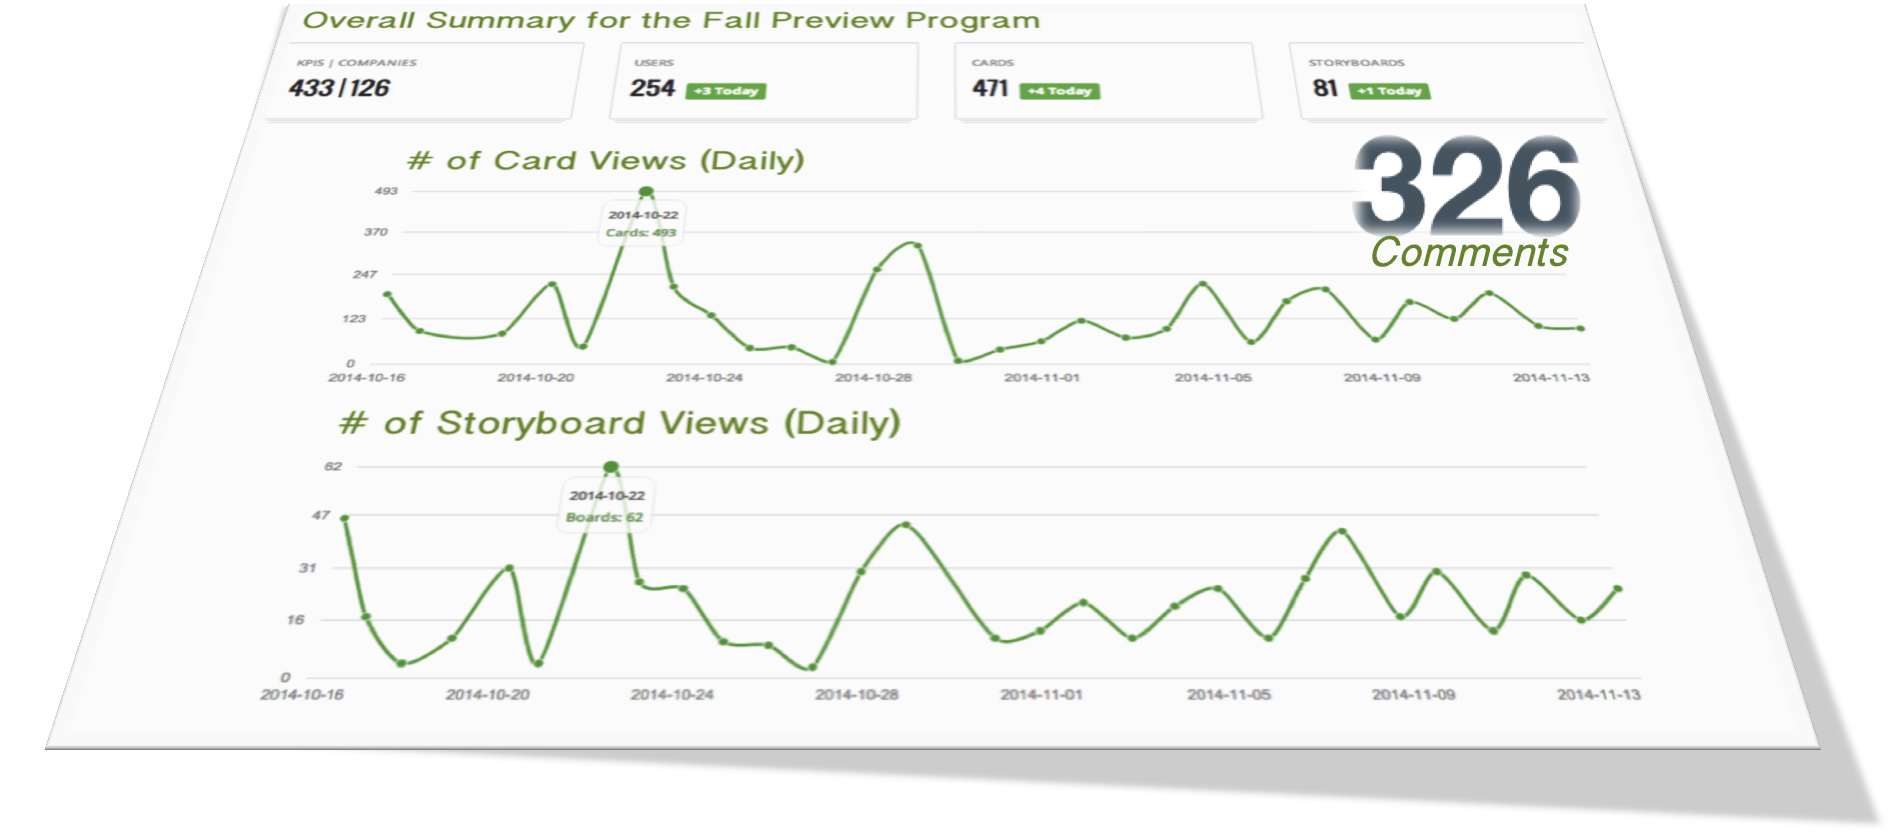 Overall Summary for the Fall Preview Program
KPIS | COMPANIES
433 / 126
USERS
254 +3 Today
CARDS
471 +4 Today
STORYBOARDS
81 +1 Today
326
Comments
# of Card Views (Daily)
493
370
247
123
0
2014-10-22
Cards: 493
2014-10-16 2014-10-20 2014-10-24 2014-10-28 2014-11-01 2014-11-05 2014-11-09 2014-11-13
# of Storyboard Views (Daily)
62
47
31
16
0
2014-10-22
Boards: 62
2014-10-16 2014-10-20 2014-10-24 2014-10-28 2014-11-01 2014-11-05 2014-11-09 2014-11-13